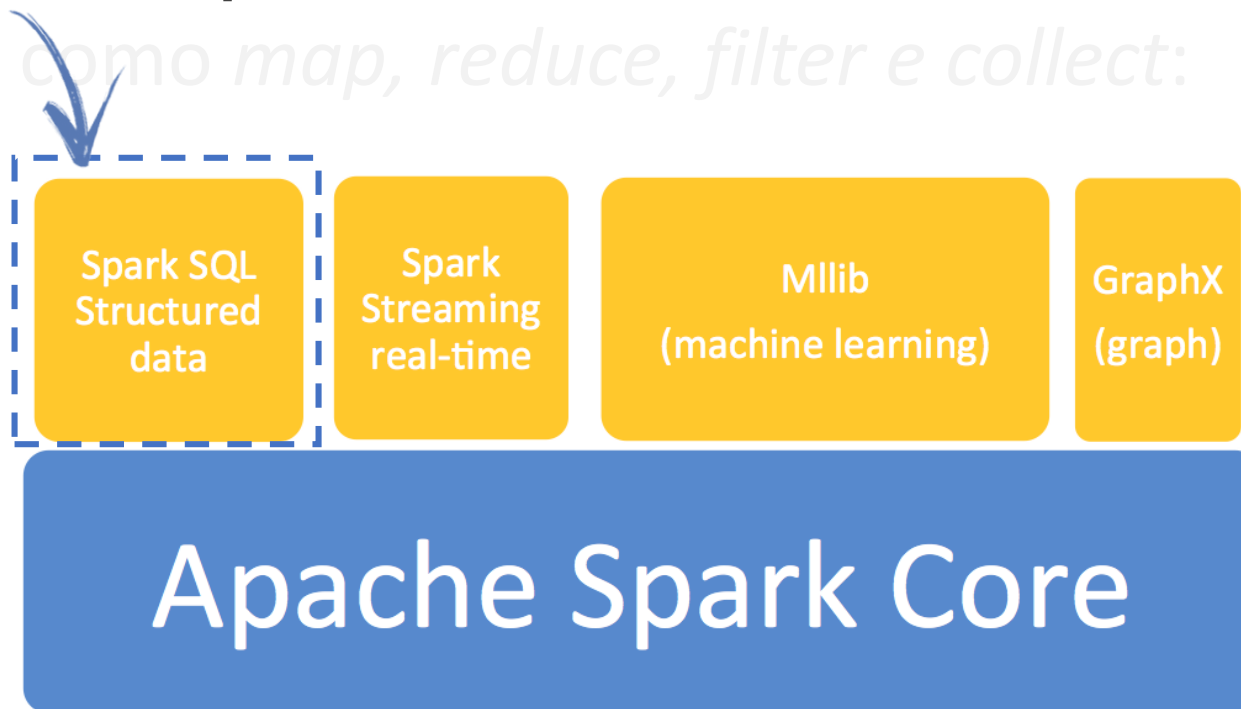 como map, reduce, filter e collect:
Spark SQL
Structured
data
Spark
Streaming
real-time
Mllib
(machine learning)
GraphX
(graph)
Apache Spark Core